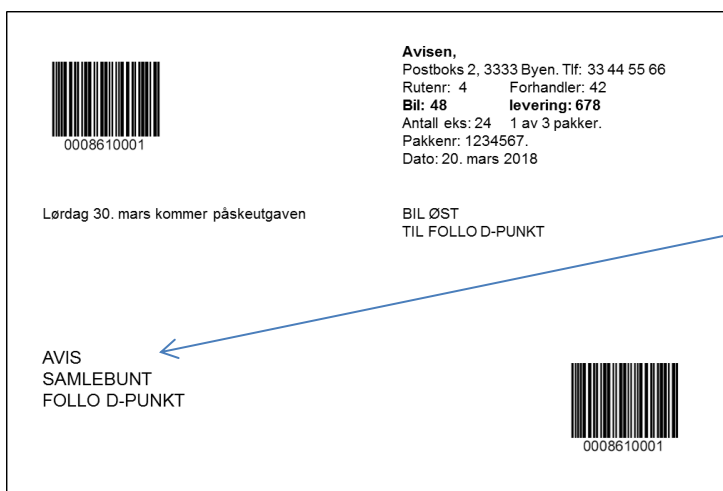 0008610001
Avisen,
Postboks 2, 3333 Byen. Tlf: 33 44 55 66
Rutenr: 4 Forhandler: 42
Bil: 48 levering: 678
Antall eks: 24 1 av 3 pakker.
Pakkenr: 1234567.
Dato: 20. mars 2018
Lørdag 30. mars kommer påskeutgaven
BIL ØST
TIL FOLLO D-PUNKT
AVIS
SAMLEBUNT
FOLLO D-PUNKT
0008610001